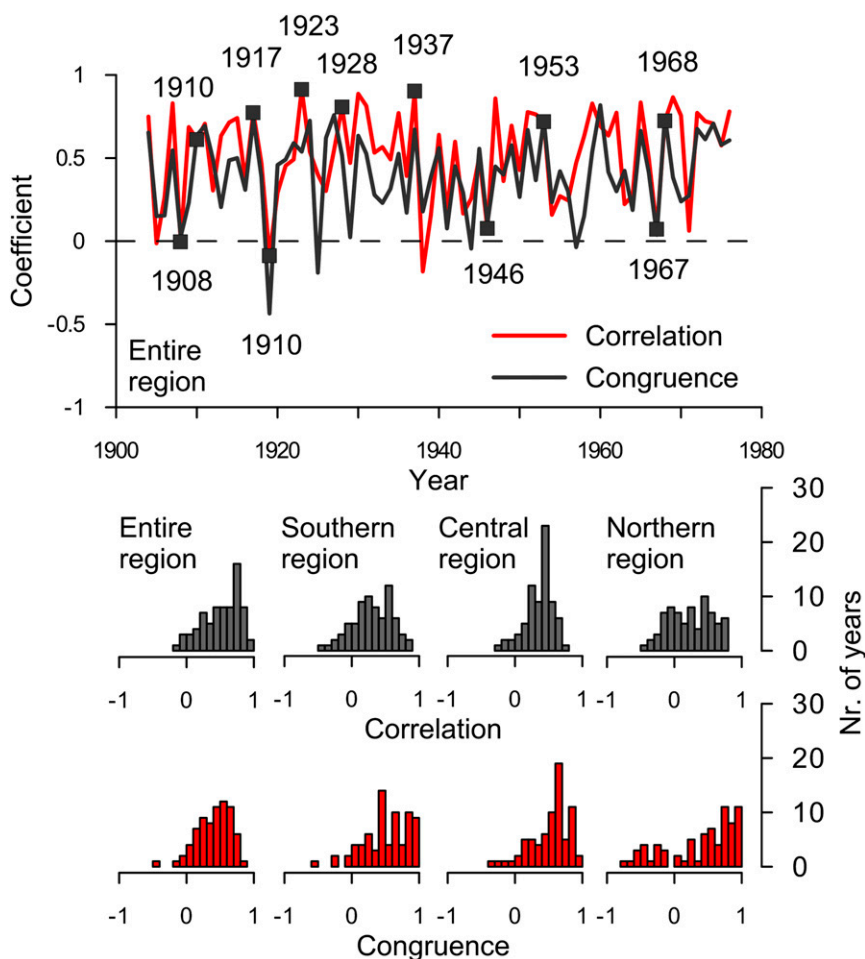 1923
1937
1917
1928
1953
1968
1910
1
0.5
0
-0.5
-1
Coefficient
1908
1946
1967
1910
Correlation
Congruence
Entire
region
1900
1920
1940
1960
1980
Year
Entire
region
Southern
region
Central
region
Northern
region
30
20
10
0
-1 0 1
-1 0 1
-1 0 1
-1 0 1
Correlation
Nr. of years
30
20
10
0
-1 0 1
-1 0 1
-1 0 1
-1 0 1
Congruence